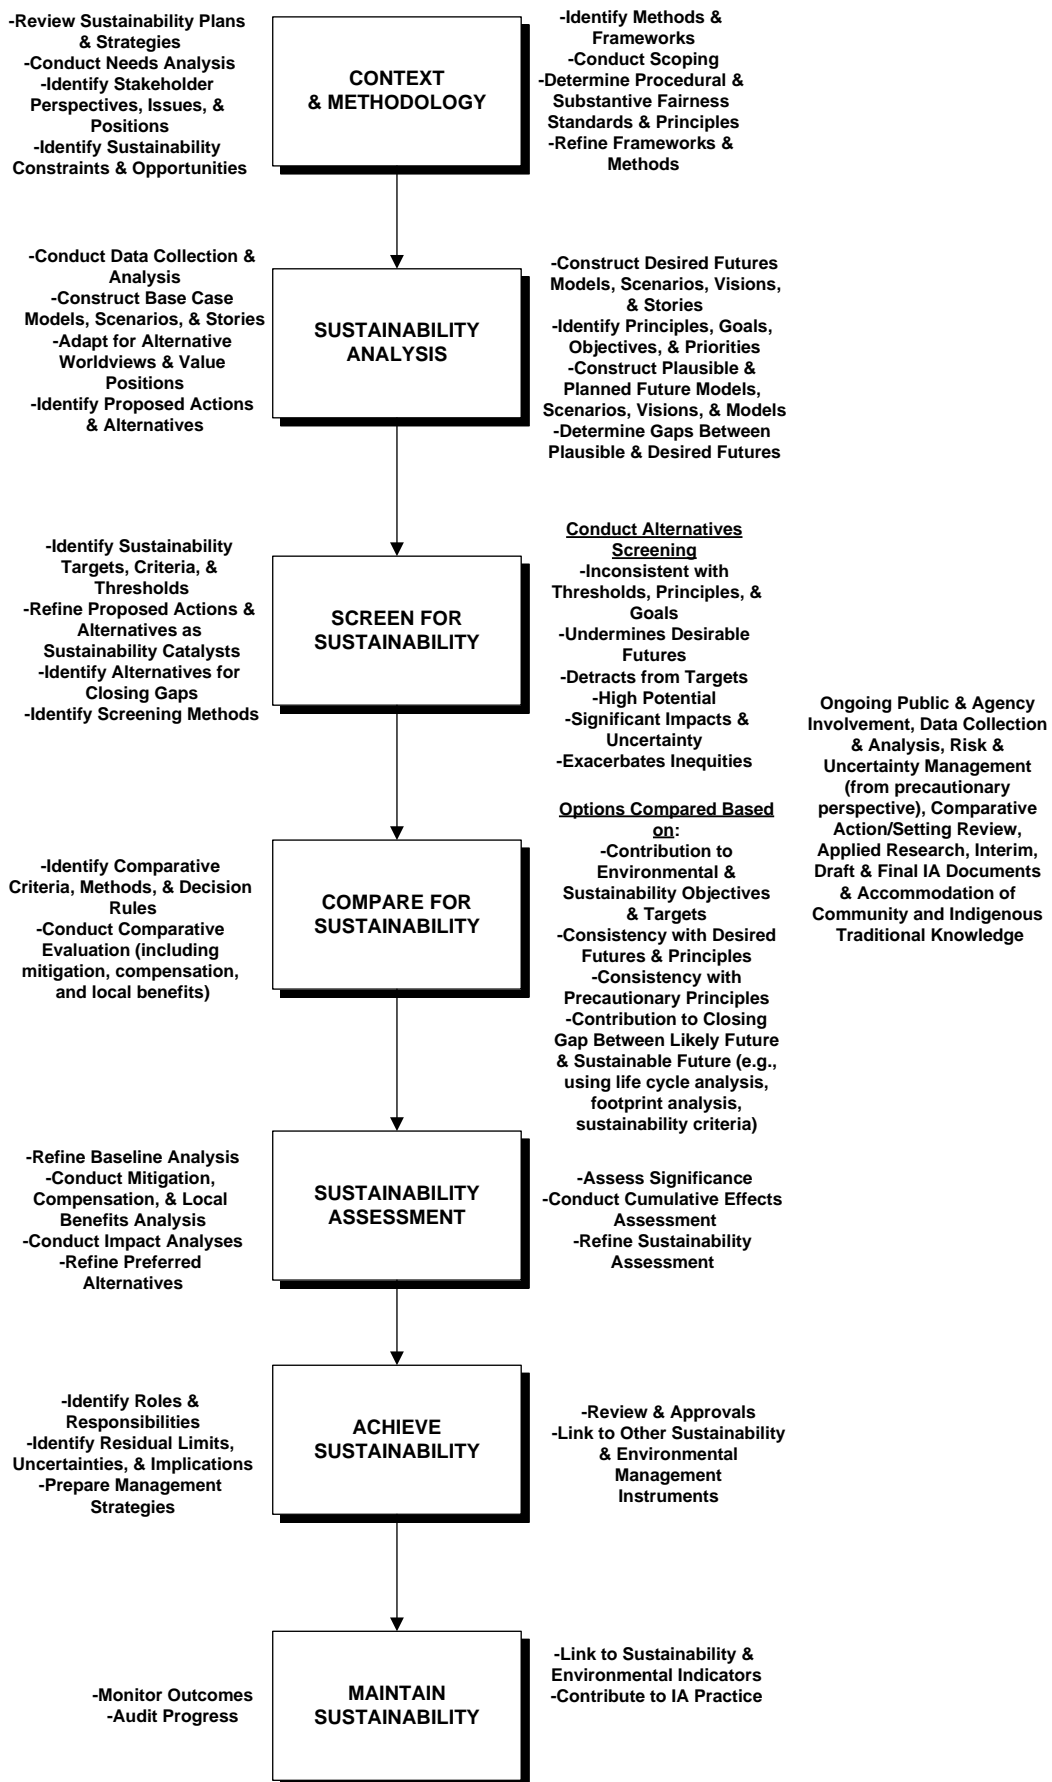 -Review Sustainability Plans
& Strategies
-Conduct Needs Analysis
-Identify Stakeholder
Perspectives, Issues, &
Positions
-Identify Sustainability
Constraints & Opportunities
CONTEXT
& METHODOLOGY
-Identify Methods &
Frameworks
-Conduct Scoping
-Determine Procedural &
Substantive Fairness
Standards & Principles
-Refine Frameworks &
Methods
-Conduct Data Collection &
Analysis
-Construct Base Case
Models, Scenarios, & Stories
-Adapt for Alternative
Worldviews & Value
Positions
-Identify Proposed Actions
& Alternatives
SUSTAINABILITY
ANALYSIS
-Construct Desired Futures
Models, Scenarios, Visions,
& Stories
-Identify Principles, Goals,
Objectives, & Priorities
-Construct Plausible &
Planned Future Models,
Scenarios, Visions, & Models
-Determine Gaps Between
Plausible & Desired Futures
-Identify Sustainability
Targets, Criteria, &
Thresholds
-Refine Proposed Actions &
Alternatives as
Sustainability Catalysts
-Identify Alternatives for
Closing Gaps
-Identify Screening Methods
SCREEN FOR
SUSTAINABILITY
Conduct Alternatives
Screening
-Inconsistent with
Thresholds, Principles, &
Goals
-Undermines Desirable
Futures
-Detracts from Targets
-High Potential
-Significant Impacts &
Uncertainty
-Exacerbates Inequities
Ongoing Public & Agency
Involvement, Data Collection
& Analysis, Risk &
Uncertainty Management
(from precautionary
perspective), Comparative
Action/Setting Review,
Applied Research, Interim,
Draft & Final IA Documents
& Accommodation of
Community and Indigenous
Traditional Knowledge
-Identify Comparative
Criteria, Methods, & Decision
Rules
-Conduct Comparative
Evaluation (including
mitigation, compensation,
and local benefits)
COMPARE FOR
SUSTAINABILITY
Options Compared Based
on:
-Contribution to
Environmental &
Sustainability Objectives
& Targets
-Consistency with Desired
Futures & Principles
-Consistency with
Precautionary Principles
-Contribution to Closing
Gap Between Likely Future
& Sustainable Future (e.g.,
using life cycle analysis,
footprint analysis,
sustainability criteria)
-Refine Baseline Analysis
-Conduct Mitigation,
Compensation, & Local
Benefits Analysis
-Conduct Impact Analyses
-Refine Preferred
Alternatives
SUSTAINABILITY
ASSESSMENT
-Assess Significance
-Conduct Cumulative Effects
Assessment
-Refine Sustainability
Assessment
-Identify Roles &
Responsibilities
-Identify Residual Limits,
Uncertainties, & Implications
-Prepare Management
Strategies
ACHIEVE
SUSTAINABILITY
-Review & Approvals
-Link to Other Sustainability
& Environmental
Management
Instruments
-Monitor Outcomes
-Audit Progress
MAINTAIN
SUSTAINABILITY
-Link to Sustainability &
Environmental Indicators
-Contribute to IA Practice